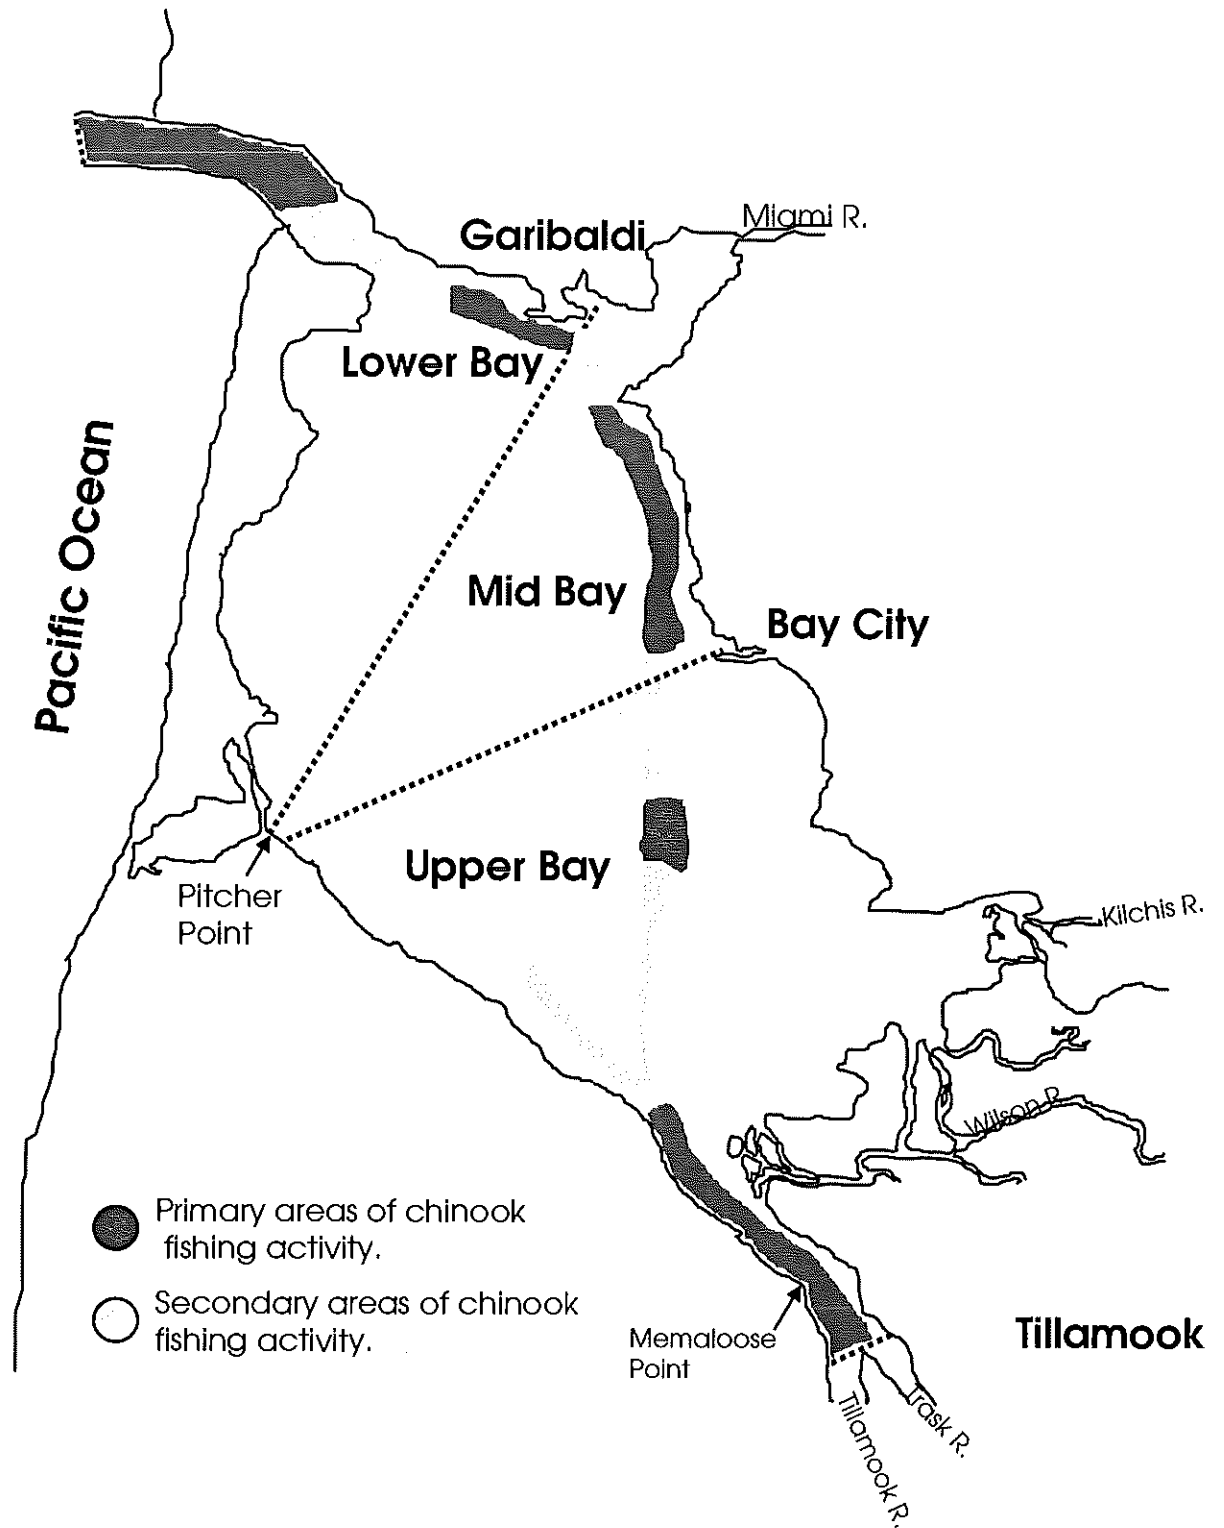 Miami R.
Garibaldi
Lower Bay
Pacific Ocean
Mid Bay
Bay City
Upper Bay
Pitcher
Point
Kilchis R.
Wilson R.
Primary areas of chinook
fishing activity.
Secondary areas of chinook
fishing activity.
Memaloose
Point
Tillamook
Trask R.
Tillamook R.